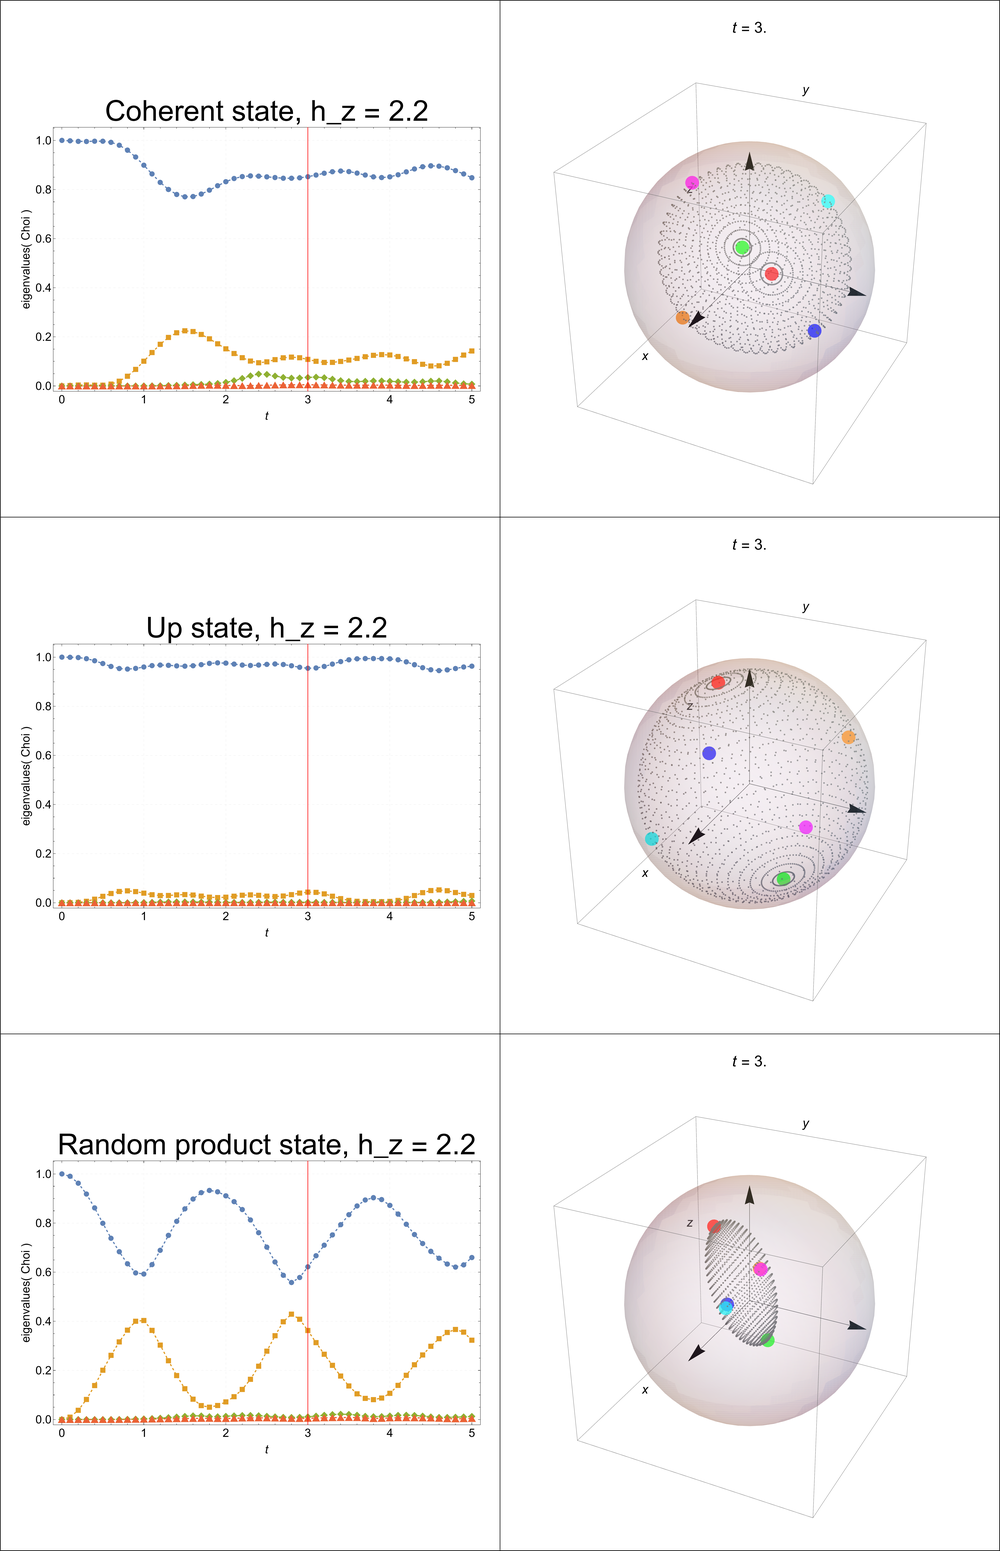 Coherent state, h_z = 2.2
eigenvalues( Choi )
1.0
0.8
0.6
0.4
0.2
0.0
0 1 2 3 4 5
t
t = 3.
y
z
x
Up state, h_z = 2.2
eigenvalues( Choi )
1.0
0.8
0.6
0.4
0.2
0.0
0 1 2 3 4 5
t
t = 3.
y
z
x
Random product state, h_z = 2.2
eigenvalues( Choi )
1.0
0.8
0.6
0.4
0.2
0.0
0 1 2 3 4 5
t
t = 3.
y
z
x